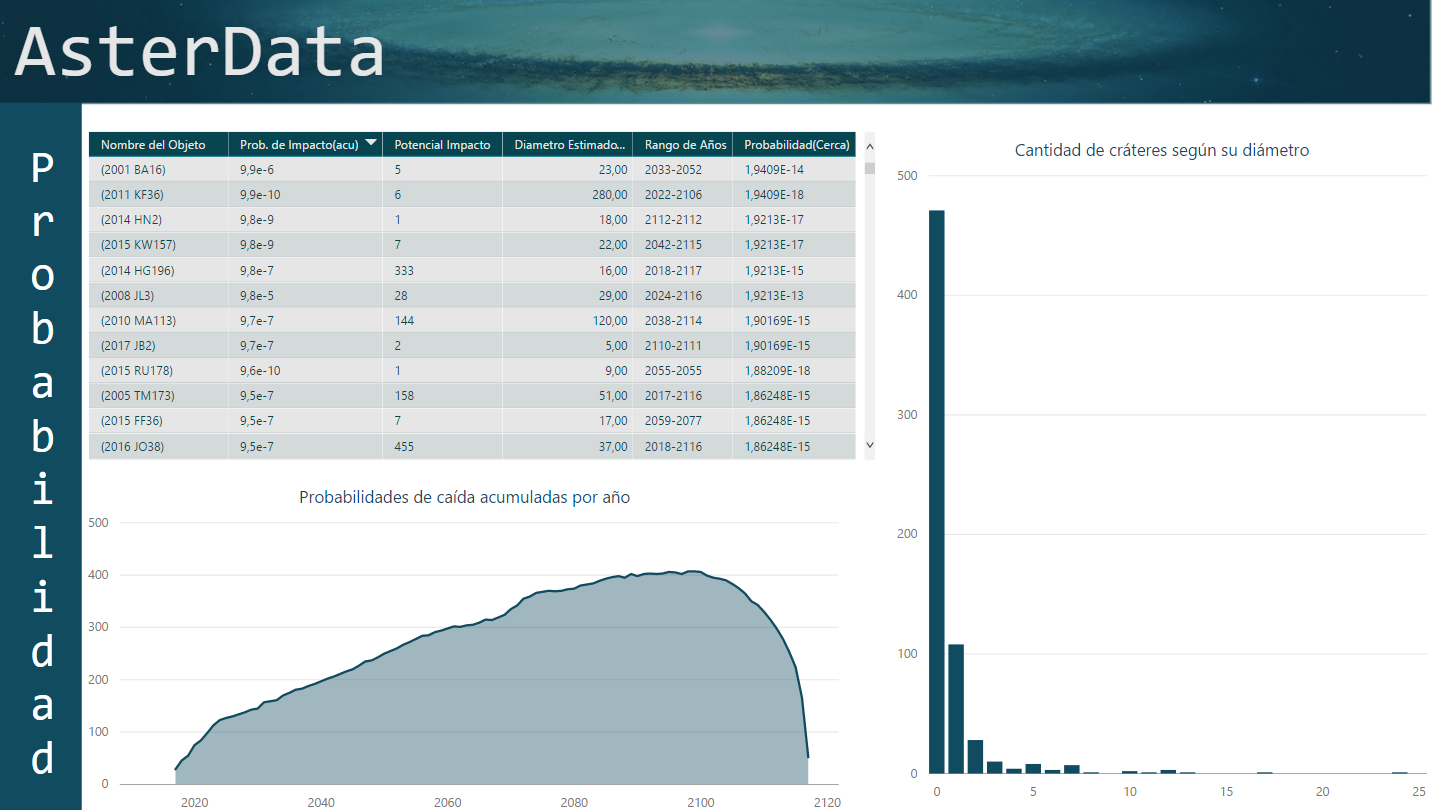 AsterData
Probabilidad
Nombre del Objeto Prob. de Impacto(acu) Potencial Impacto Diametro Estimado... Rango de Años Probabilidad(Cerca)
(2001 BA16) 9,9e-6 5 23,00 2033-2052 1,9409E-14
(2011 KF36) 9,9e-10 6 280,00 2022-2106 1,9409E-18
(2014 HN2) 9,8e-9 1 18,00 2112-2112 1,9213E-17
(2015 KW157) 9,8e-9 7 22,00 2042-2115 1,9213E-17
(2014 HG196) 9,8e-7 333 16,00 2018-2117 1,9213E-15
(2008 JL3) 9,8e-5 28 29,00 2024-2116 1,9213E-13
(2010 MA113) 9,7e-7 144 120,00 2038-2114 1,90169E-15
(2017 JB2) 9,7e-7 2 5,00 2110-2111 1,90169E-15
(2015 RU178) 9,6e-10 1 9,00 2055-2055 1,88209E-18
(2005 TM173) 9,5e-7 158 51,00 2017-2116 1,86248E-15
(2015 FF36) 9,5e-7 7 17,00 2059-2077 1,86248E-15
(2016 JO38) 9,5e-7 455 37,00 2018-2116 1,86248E-15
Probabilidades de caída acumuladas por año
500
400
300
200
100
0
2020 2040 2060 2080 2100 2120
Cantidad de cráteres según su diámetro
500
400
300
200
100
0
0 5 10 15 20 25